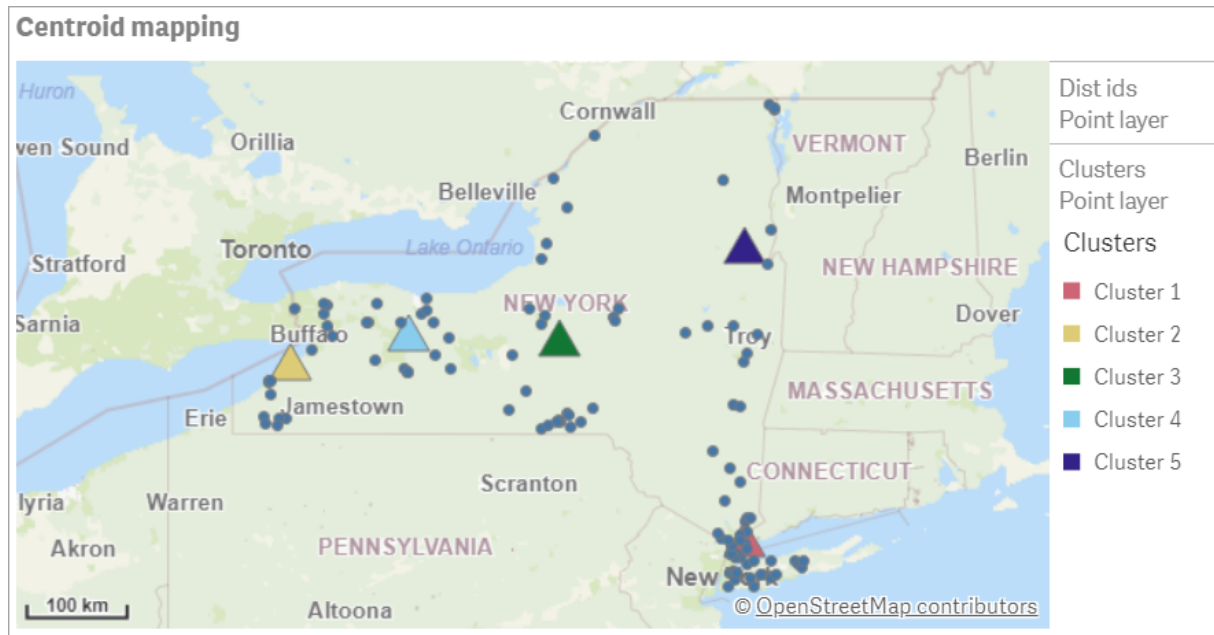 Centroid mapping
Huron
Cornwall
Dist ids
Point layer
wen Sound
Orillia
VERMONT
Berlin
Clusters
Point layer
Belleville
Montpelier
Toronto
Lake Ontario
Clusters
Stratford
NEW HAMPSHIRE
Cluster 1
NEW YORK
Sarnia
Buffalo
Troy
Dover
Cluster 2
Cluster 3
MASSACHUSETTS
Erie
Jamestown
Cluster 4
CONNECTICUT
Cluster 5
Scranton
lyria
Warren
Akron
PENNSYLVANIA
New York
100 km
Altoona
© OpenStreetMap contributors